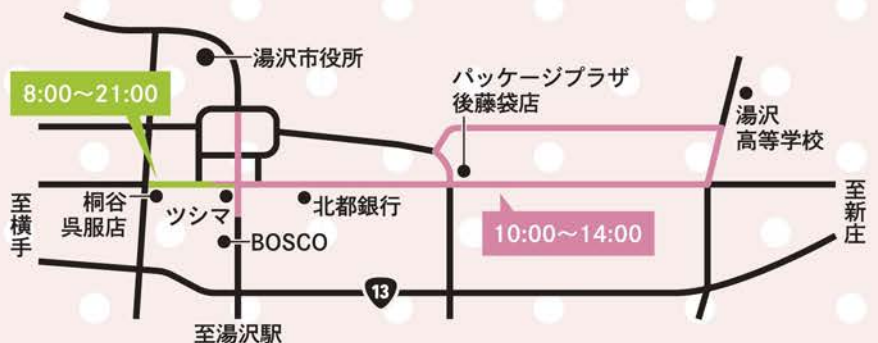 湯沢市役所
8:00〜21:00
パッケージプラザ
後藤袋店
湯沢
高等学校
至横手
桐谷
呉服店
ツシマ
北都銀行
10:00〜14:00
至新庄
BOSCO
13
至湯沢駅